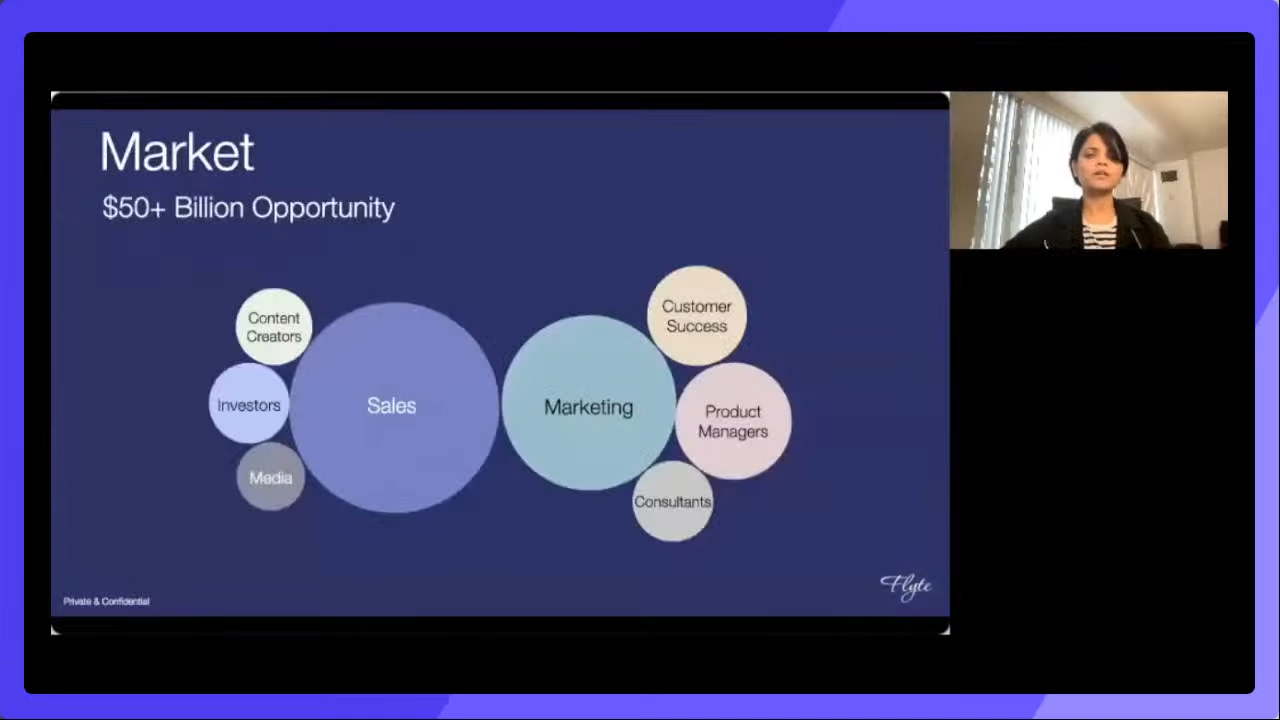 Market
$50+ Billion Opportunity
Content
Creators
Investors
Media
Sales
Marketing
Customer
Success
Product
Managers
Consultants
Private & Confidential
Flyte